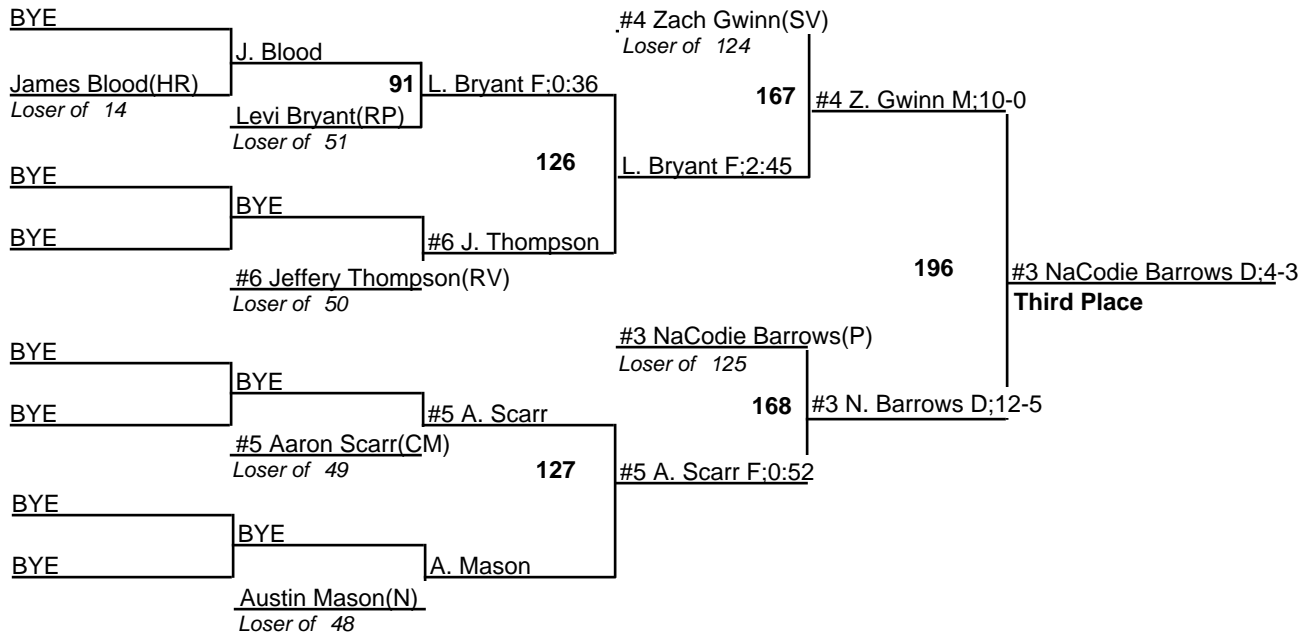 BYE
James Blood(HR)
Loser of 14
J. Blood
Levi Bryant(RP)
Loser of 51
91
L. Bryant F;0:36
BYE
BYE
BYE
#6 Jeffery Thompson(RV)
Loser of 50
#6 J. Thompson
126
#4 Zach Gwinn(SV)
Loser of 124
L. Bryant F;2:45
167
#4 Z. Gwinn M;10-0
BYE
BYE
BYE
#5 Aaron Scarr(CM)
Loser of 49
#5 A. Scarr
BYE
BYE
BYE
Austin Mason(N)
Loser of 48
A. Mason
127
#3 NaCodie Barrows(P)
Loser of 125
#5 A. Scarr F;0:52
168
#3 N. Barrows D;12-5
196
#3 NaCodie Barrows D;4-3
Third Place